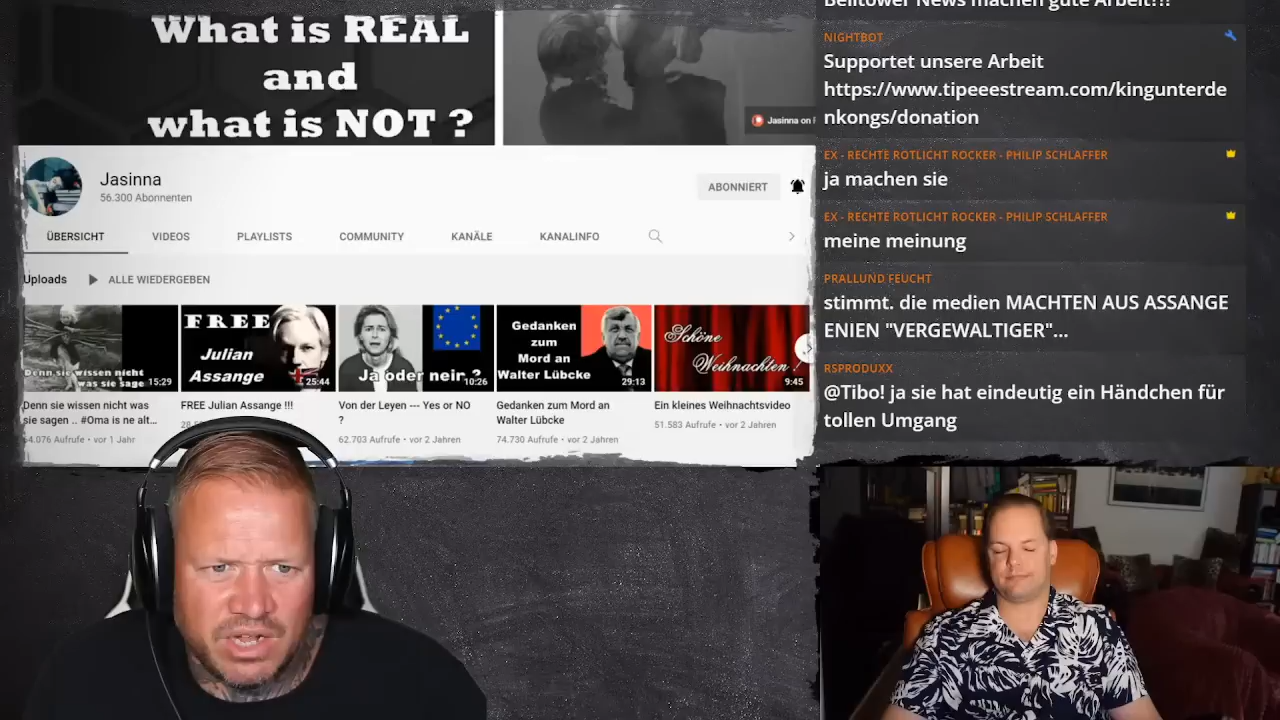 What is REAL
and
what is NOT ?
Jasinna on
Jasinna
56.300 Abonnenten
ABONNIERT
ÜBERSICHT
VIDEOS
PLAYLISTS
COMMUNITY
KANÄLE
KANALINFO
Uploads
ALLE WIEDERGEBEN
Denn sie wissen nicht
was sie sage
15:29
FREE
Julian
Assange
25:44
Ja oder nein ?
10:26
Gedanken
zum
Mord an
Walter Lübcke
29:13
Schöne
Weihnachten !
9:45
Denn sie wissen nicht was
sie sagen .. #Oma is ne alt...
4.076 Aufrufe • vor 1 Jahr
FREE Julian Assange !!!
Von der Leyen --- Yes or NO
?
62.703 Aufrufe • vor 2 Jahren
Gedanken zum Mord an
Walter Lübcke
74.730 Aufrufe • vor 2 Jahren
Ein kleines Weihnachtsvideo
51.583 Aufrufe • vor 2 Jahren
Belltower News machen gute Arbeit!!!
NIGHTBOT
Supportet unsere Arbeit
https://www.tipeeestream.com/kingunterde
nkongs/donation
EX - RECHTE ROTLICHT ROCKER - PHILIP SCHLAFFER
ja machen sie
EX - RECHTE ROTLICHT ROCKER - PHILIP SCHLAFFER
meine meinung
PRALLUND FEUCHT
stimmt. die medien MACHTEN AUS ASSANGE
ENIEN "VERGEWALTIGER"...
RSPRODUXX
@Tibo! ja sie hat eindeutig ein Händchen für
tollen Umgang